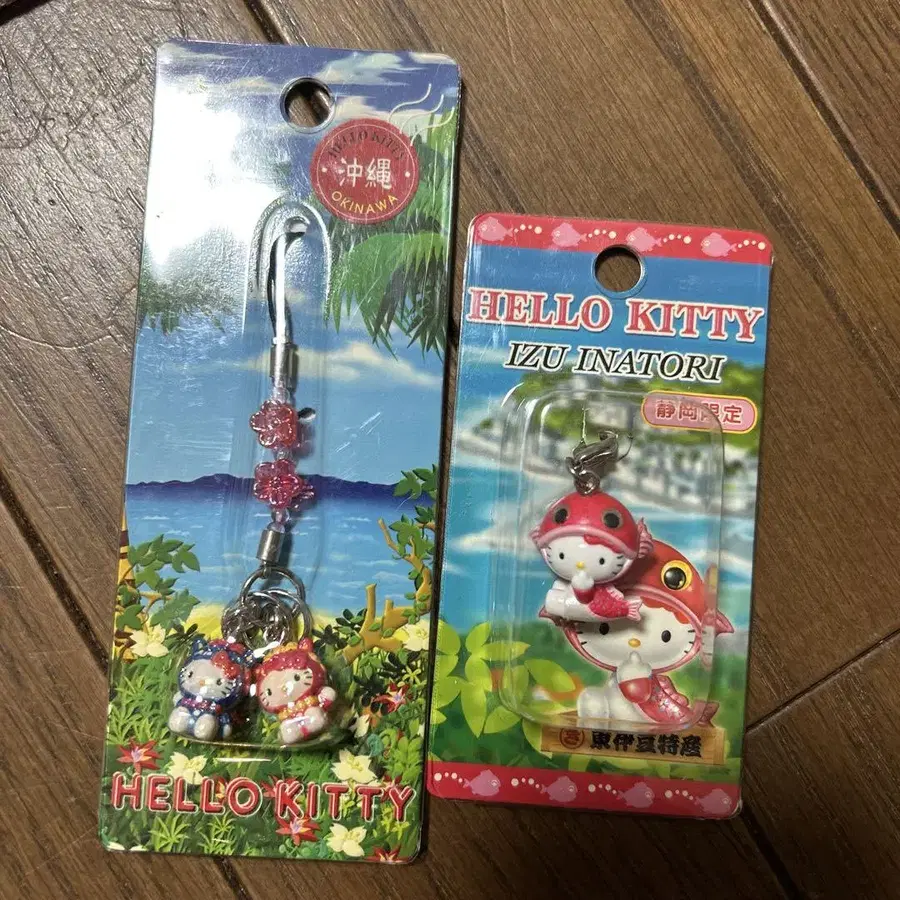 HELLO KITTY
沖縄
OKINAWA
HELLO KITTY
HELLO KITTY
IZU INATORI
静岡限定
東伊豆特産